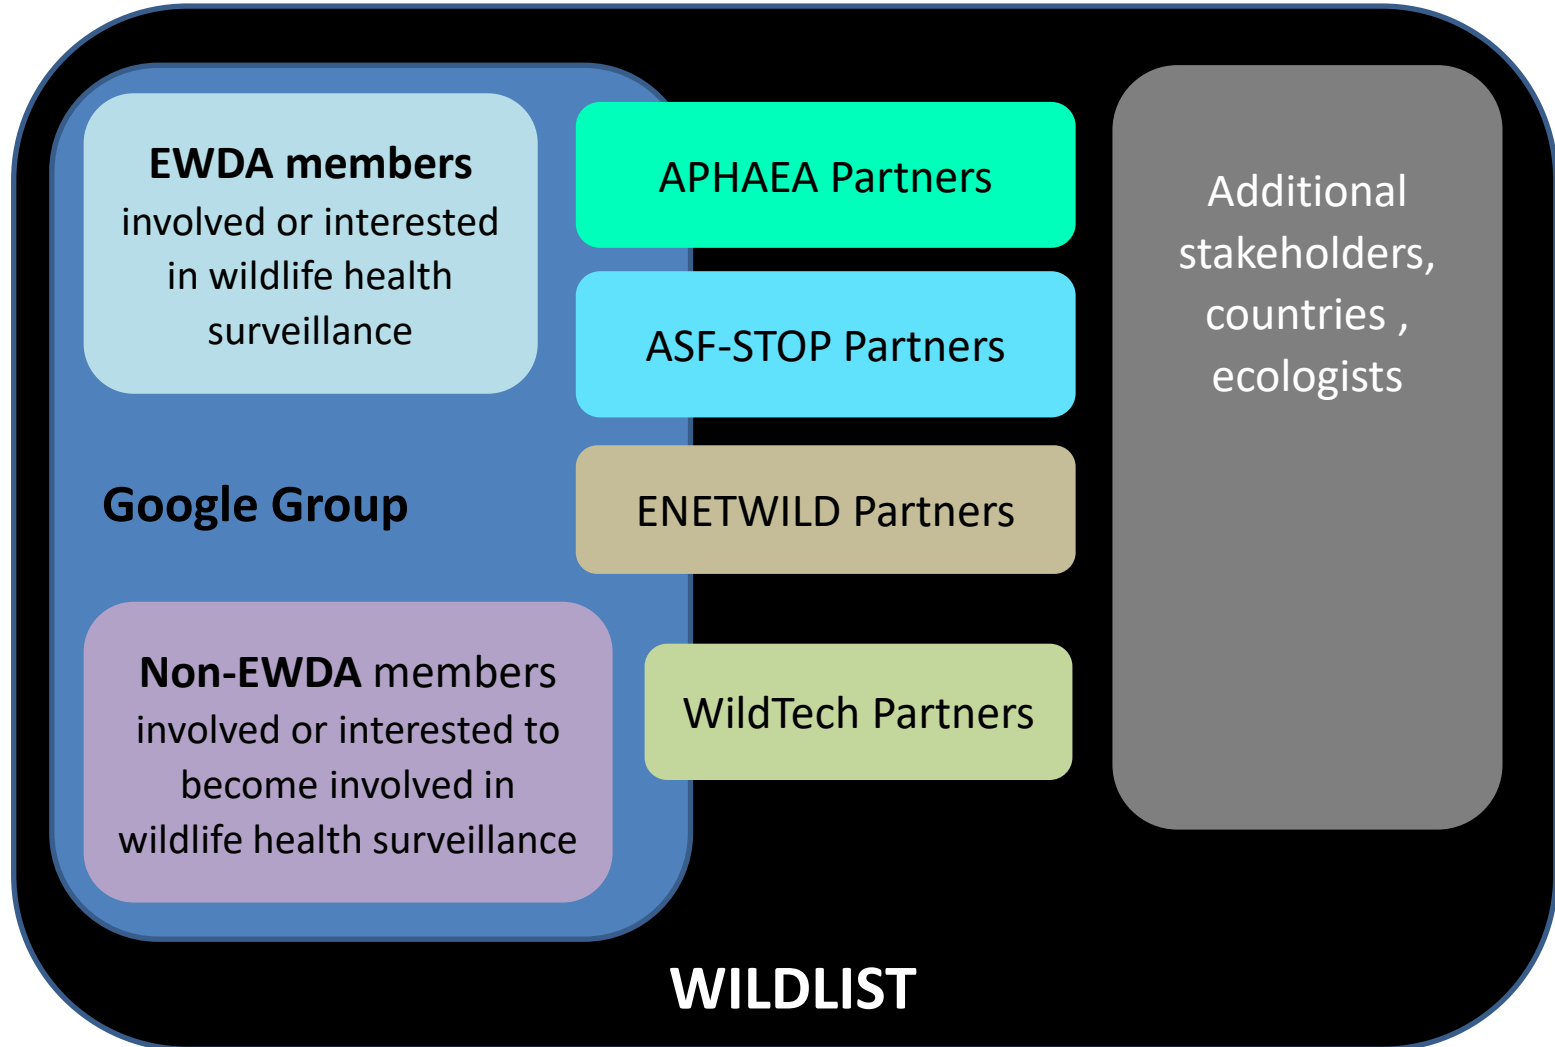 EWDA members
involved or interested
in wildlife health
surveillance
Google Group
Non-EWDA members
involved or interested to
become involved in
wildlife health surveillance
APHAEA Partners
ASF-STOP Partners
ENETWILD Partners
WildTech Partners
Additional
stakeholders,
countries ,
ecologists
WILDLIST